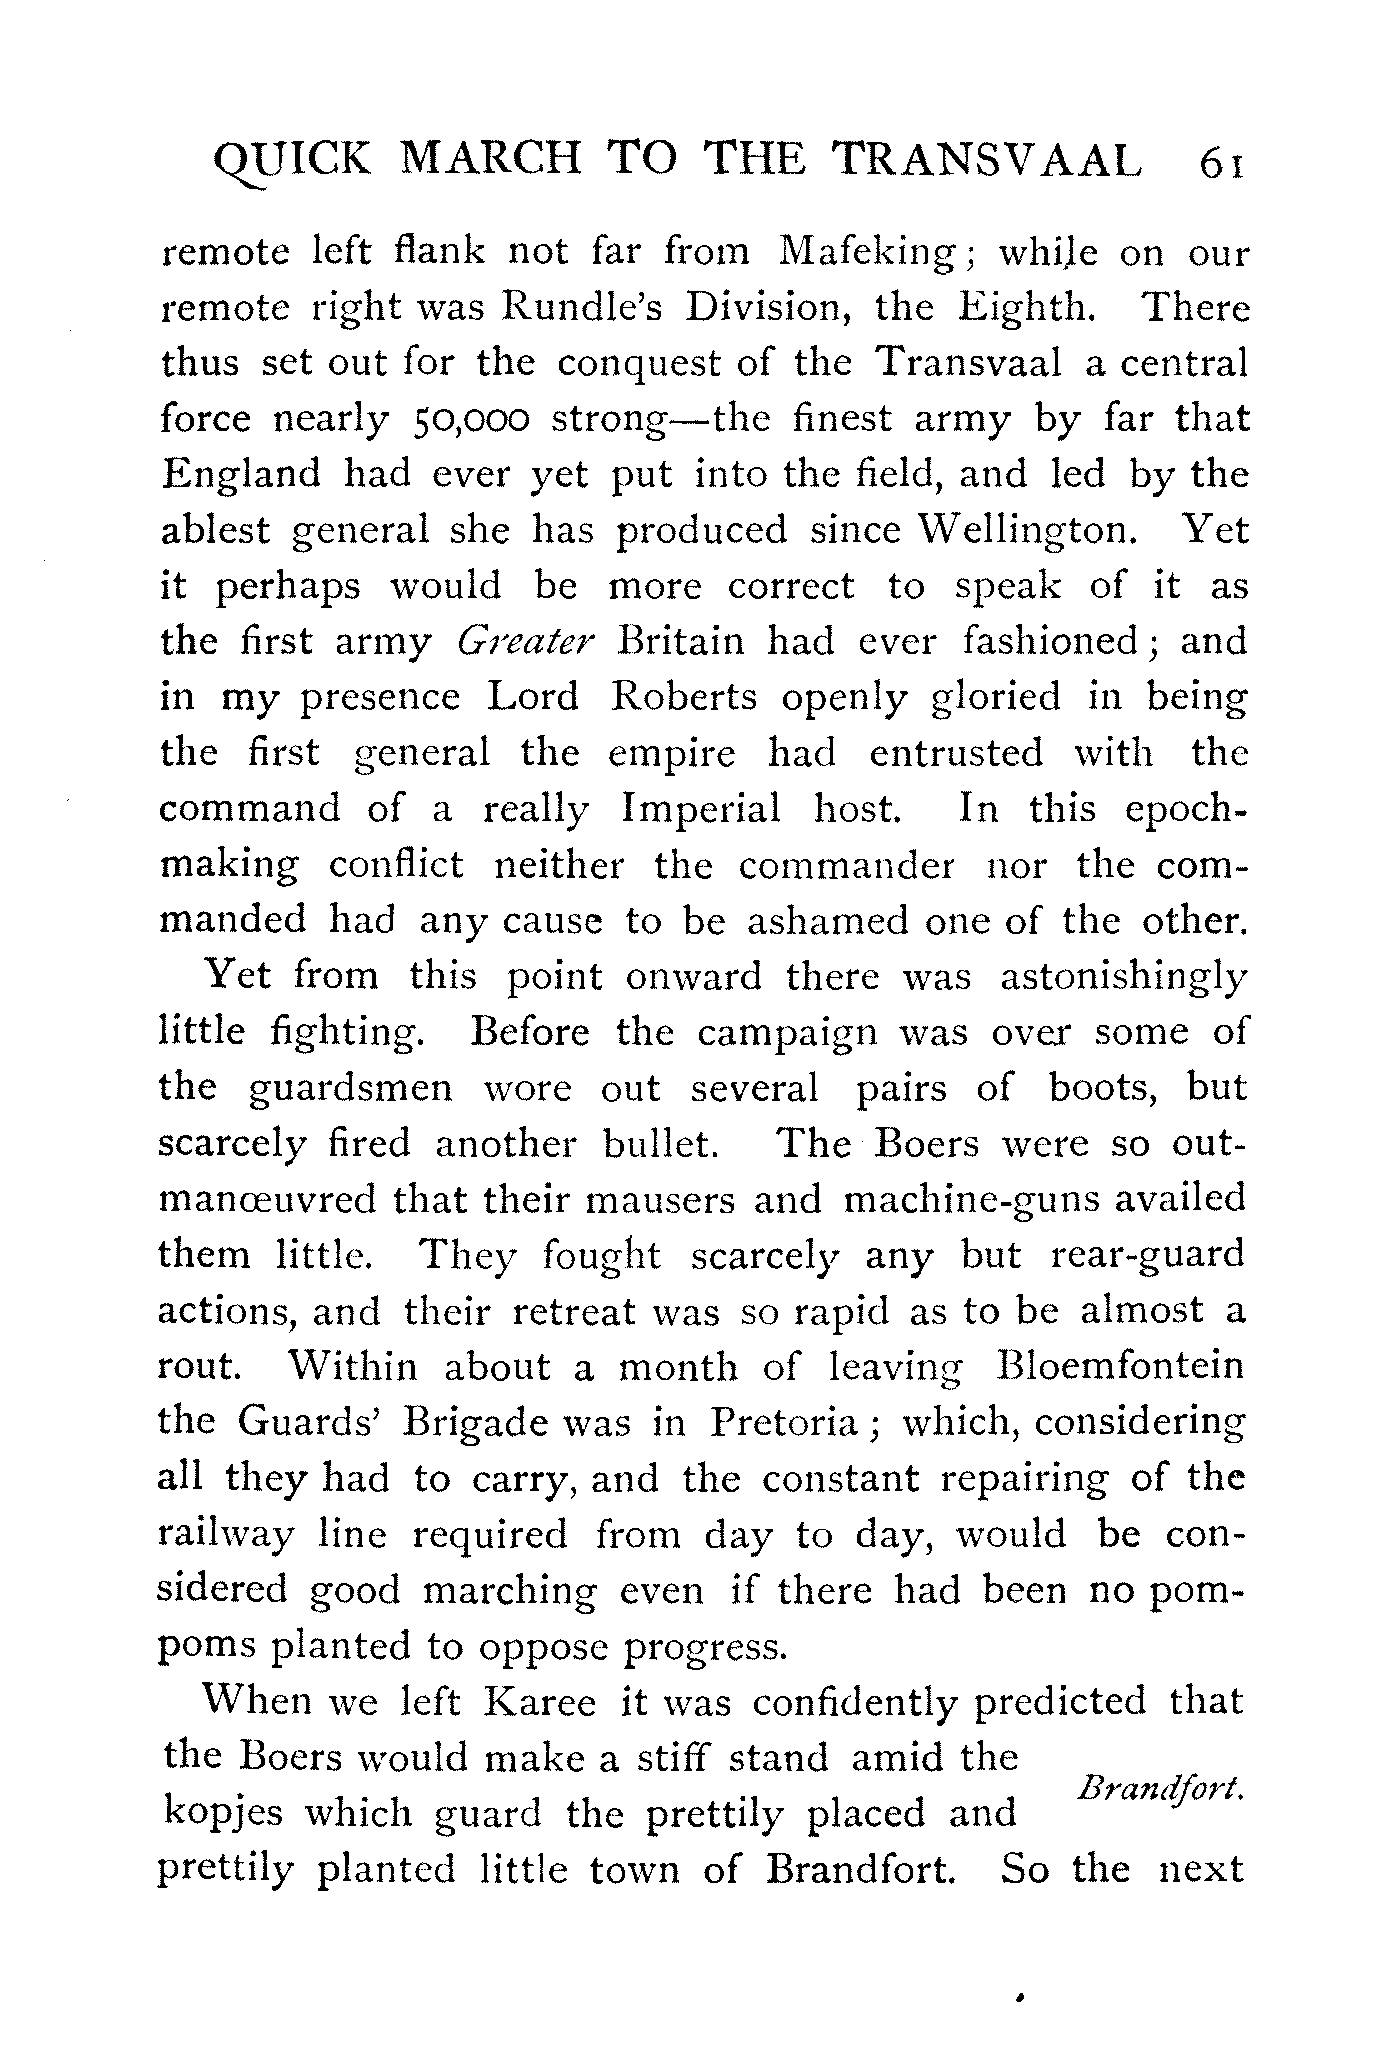 QUICK MARCH TO THE TRANSVAAL 61
remote left flank not far from Mafeking; while on our
remote right was Rundle's Division, the Eighth. There
thus set out for the conquest of the Transvaal a central
force nearly 50,000 strong—the finest army by far that
England had ever yet put into the field, and led by the
ablest general she has produced since Wellington. Yet
it perhaps would be more correct to speak of it as
the first army Greater Britain had ever fashioned; and
in my presence Lord Roberts openly gloried in being
the first general the empire had entrusted with the
command of a really Imperial host. In this epoch-
making conflict neither the commander nor the com-
manded had any cause to be ashamed one of the other.
Yet from this point onward there was astonishingly
little fighting. Before the campaign was over some of
the guardsmen wore out several pairs of boots, but
scarcely fired another bullet. The Boers were so out-
manœuvred that their mausers and machine-guns availed
them little. They fought scarcely any but rear-guard
actions, and their retreat was so rapid as to be almost a
rout. Within about a month of leaving Bloemfontein
the Guards' Brigade was in Pretoria; which, considering
all they had to carry, and the constant repairing of the
railway line required from day to day, would be con-
sidered good marching even if there had been no pom-
poms planted to oppose progress.
When we left Karee it was confidently predicted that
the Boers would make a stiff stand amid the
Brandfort.
kopjes which guard the prettily placed and
prettily planted little town of Brandfort. So the next